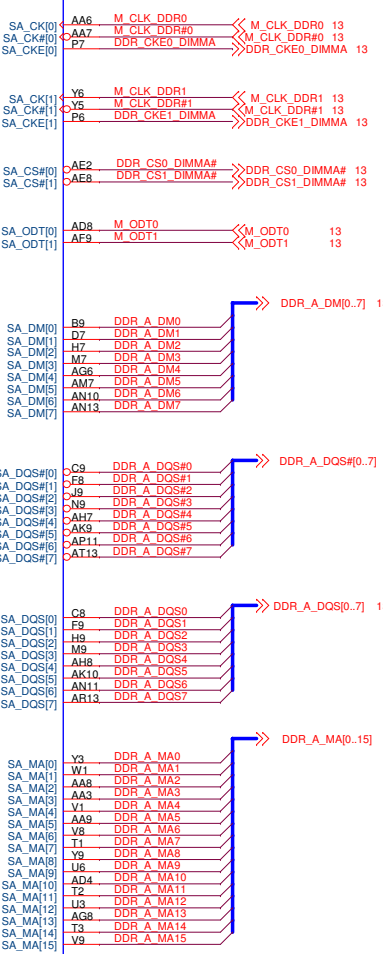 SA_CK[0] AA6 M_CLK_DDR0 M_CLK_DDR0 13
SA_CK#[0] AA7 M_CLK_DDR#0 M_CLK_DDR#0 13
SA_CKE[0] P7 DDR_CKE0_DIMMA DDR_CKE0_DIMMA 13
SA_CK[1] Y6 M_CLK_DDR1 M_CLK_DDR1 13
SA_CK#[1] Y5 M_CLK_DDR#1 M_CLK_DDR#1 13
SA_CKE[1] P6 DDR_CKE1_DIMMA DDR_CKE1_DIMMA 13
SA_CS#[0] AE2 DDR_CS0_DIMMA# DDR_CS0_DIMMA# 13
SA_CS#[1] AE8 DDR_CS1_DIMMA# DDR_CS1_DIMMA# 13
SA_ODT[0] AD8 M_ODT0 M_ODT0 13
SA_ODT[1] AF9 M_ODT1 M_ODT1 13
DDR_A_DM[0..7] 1
SA_DM[0] B9 DDR_A_DM0
SA_DM[1] D7 DDR_A_DM1
SA_DM[2] H7 DDR_A_DM2
SA_DM[3] M7 DDR_A_DM3
SA_DM[4] AG6 DDR_A_DM4
SA_DM[5] AM7 DDR_A_DM5
SA_DM[6] AN10 DDR_A_DM6
SA_DM[7] AN13 DDR_A_DM7
DDR_A_DQS#[0..7]
SA_DQS#[0] C9 DDR_A_DQS#0
SA_DQS#[1] F8 DDR_A_DQS#1
SA_DQS#[2] J9 DDR_A_DQS#2
SA_DQS#[3] N9 DDR_A_DQS#3
SA_DQS#[4] AH7 DDR_A_DQS#4
SA_DQS#[5] AK9 DDR_A_DQS#5
SA_DQS#[6] AP11 DDR_A_DQS#6
SA_DQS#[7] AT13 DDR_A_DQS#7
DDR_A_DQS[0..7] 1
SA_DQS[0] C8 DDR_A_DQS0
SA_DQS[1] F9 DDR_A_DQS1
SA_DQS[2] H9 DDR_A_DQS2
SA_DQS[3] M9 DDR_A_DQS3
SA_DQS[4] AH8 DDR_A_DQS4
SA_DQS[5] AK10 DDR_A_DQS5
SA_DQS[6] AN11 DDR_A_DQS6
SA_DQS[7] AR13 DDR_A_DQS7
DDR_A_MA[0..15]
SA_MA[0] Y3 DDR_A_MA0
SA_MA[1] W1 DDR_A_MA1
SA_MA[2] AA8 DDR_A_MA2
SA_MA[3] AA3 DDR_A_MA3
SA_MA[4] V1 DDR_A_MA4
SA_MA[5] AA9 DDR_A_MA5
SA_MA[6] V8 DDR_A_MA6
SA_MA[7] T1 DDR_A_MA7
SA_MA[8] Y9 DDR_A_MA8
SA_MA[9] U6 DDR_A_MA9
SA_MA[10] AD4 DDR_A_MA10
SA_MA[11] T2 DDR_A_MA11
SA_MA[12] U3 DDR_A_MA12
SA_MA[13] AG8 DDR_A_MA13
SA_MA[14] T3 DDR_A_MA14
SA_MA[15] V9 DDR_A_MA15